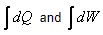 ∫dQ and ∫dW